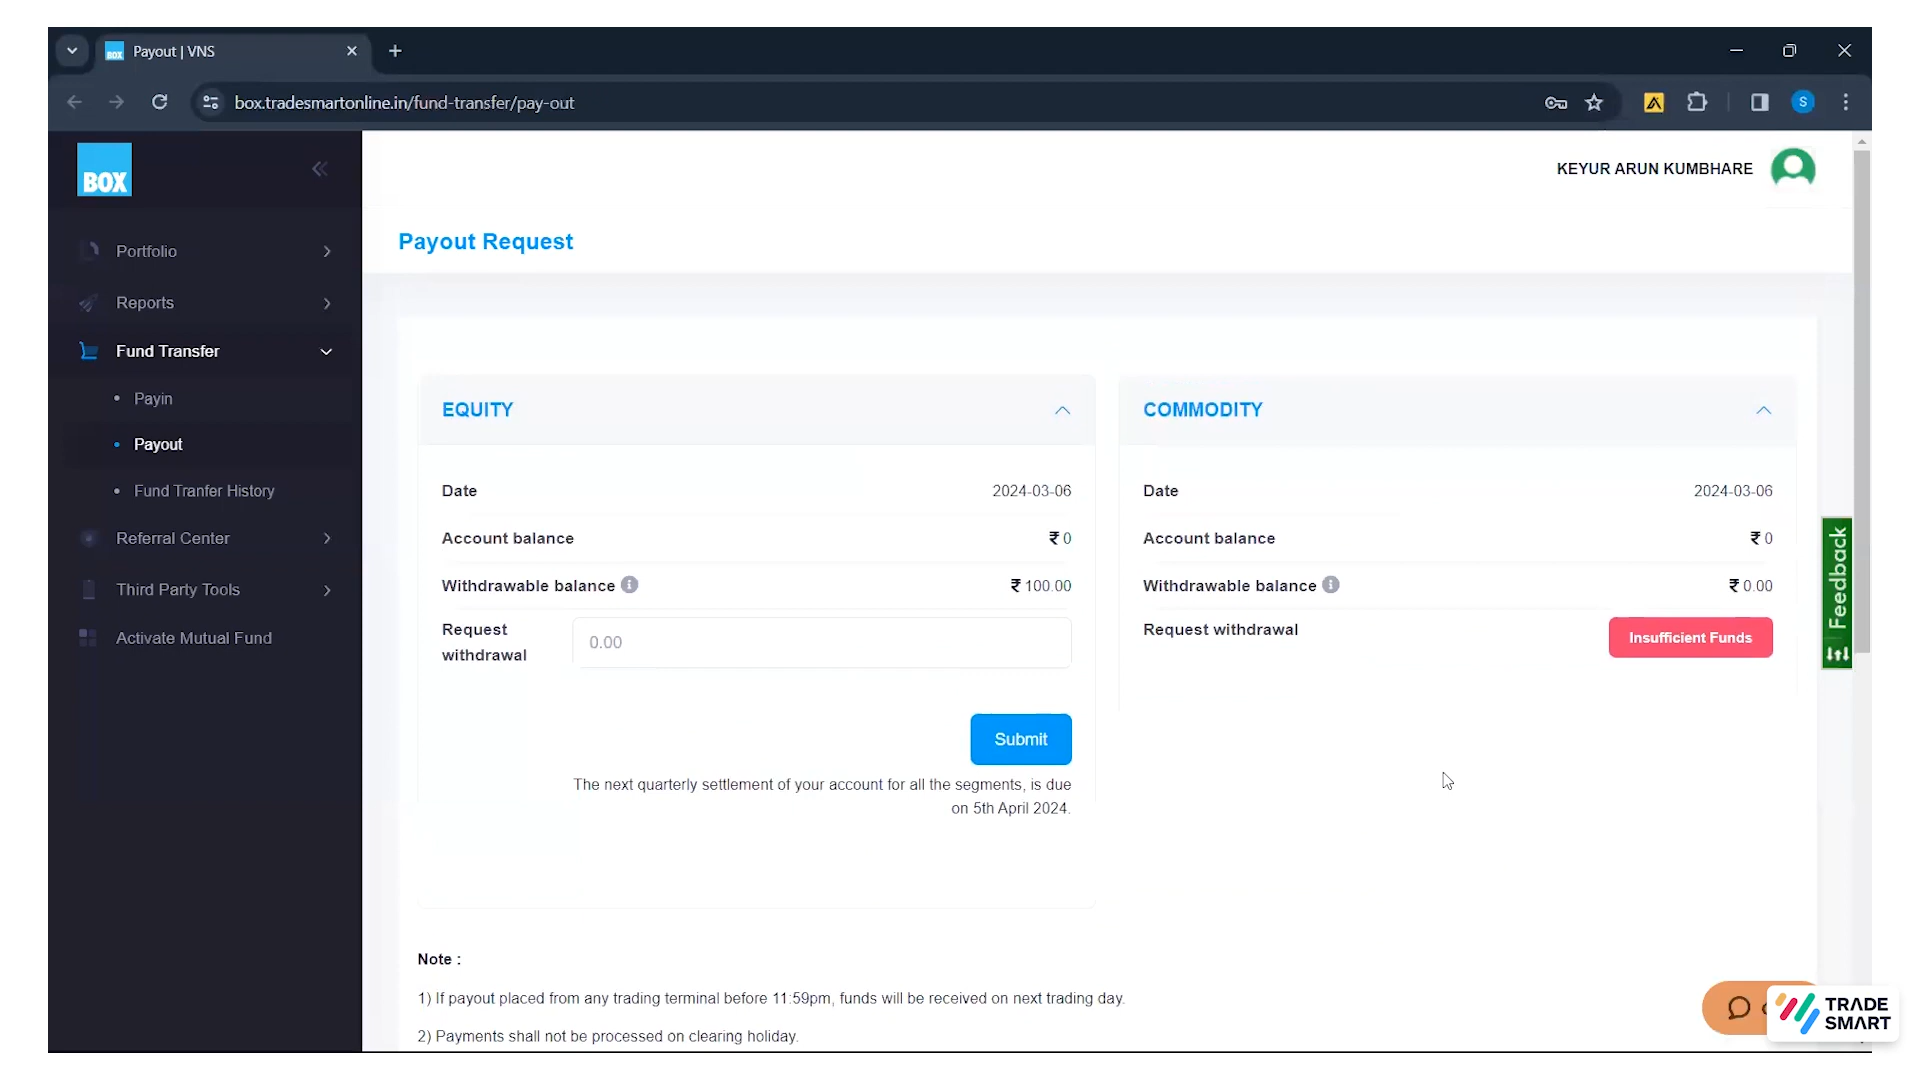 Payout | VNS
box.tradesmartonline.in/fund-transfer/pay-out
S
BOX
KEYUR ARUN KUMBHARE
Portfolio
Reports
Fund Transfer
Payin
Payout
Fund Tranfer History
Referral Center
Third Party Tools
Activate Mutual Fund
Payout Request
EQUITY
Date 2024-03-06
Account balance ₹ 0
Withdrawable balance ₹ 100.00
Request withdrawal 0.00
Submit
The next quarterly settlement of your account for all the segments, is due
on 5th April 2024.
COMMODITY
Date 2024-03-06
Account balance ₹ 0
Withdrawable balance ₹ 0.00
Request withdrawal Insufficient Funds
Feedback
Note :
1) If payout placed from any trading terminal before 11:59pm, funds will be received on next trading day.
2) Payments shall not be processed on clearing holiday.
TRADE
SMART